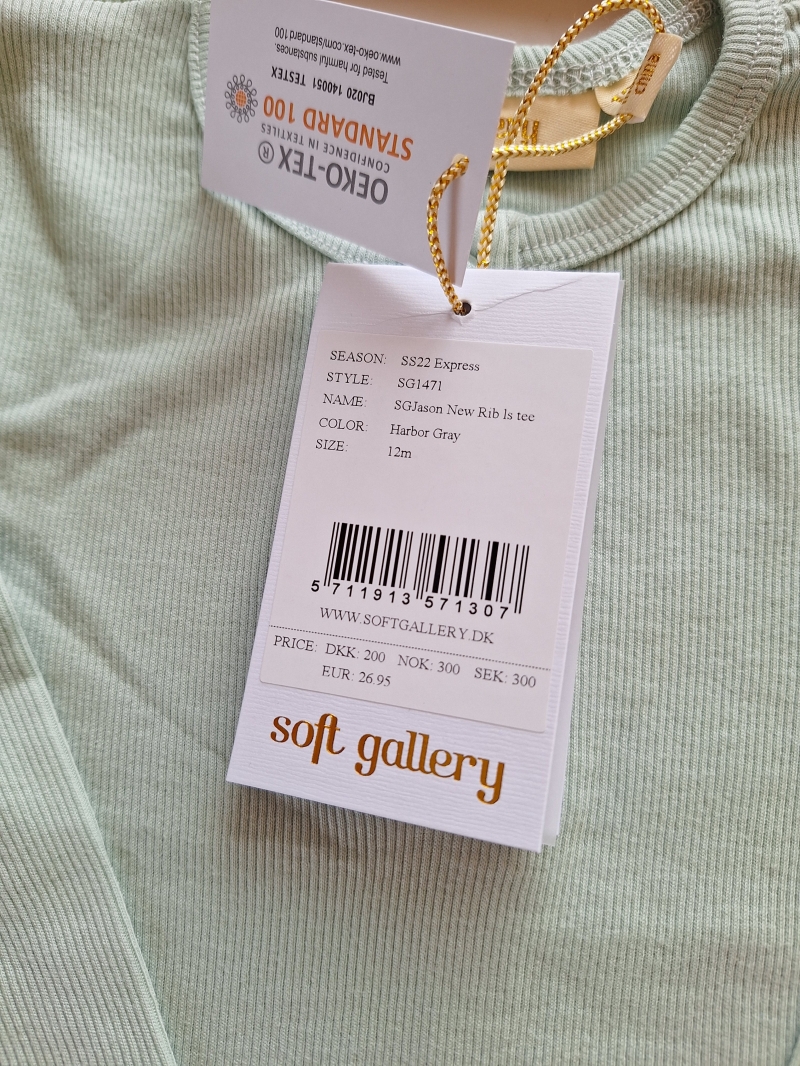 OEKO-TEX®
CONFIDENCE IN TEXTILES
STANDARD 100
BJ020 140051 TESTEX
Tested for harmful substances.
www.oeko-tex.com/standard100
china
SEASON: SS22 Express
STYLE: SG1471
NAME: SGJason New Rib ls tee
COLOR: Harbor Gray
SIZE: 12m
5 711913 571307
WWW.SOFTGALLERY.DK
PRICE: DKK: 200 NOK: 300 SEK: 300
EUR: 26.95
soft gallery